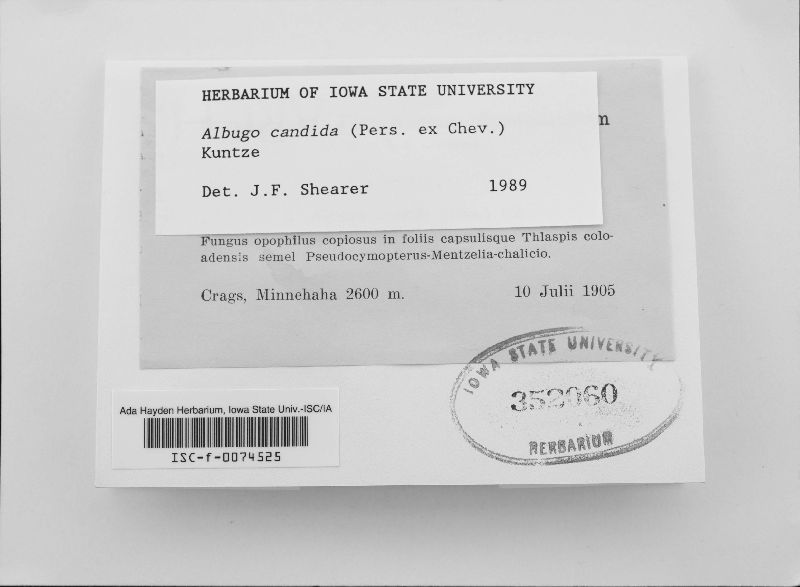 HERBARIUM OF IOWA STATE UNIVERSITY
m
Albugo candida (Pers. ex Chev.)
Kuntze
Det. J.F. Shearer 1989
Fungus opophilus copiosus in foliis capsulisque Thlaspis colo-
adensis semel Pseudocymopterus-Mentzelia-chalicio.
Crags, Minnehaha 2600 m. 10 Julii 1905
IOWA STATE UNIVERSITY
352060
HERBARIUM
Ada Hayden Herbarium, Iowa State Univ.-ISC/IA
ISC-f-0074525